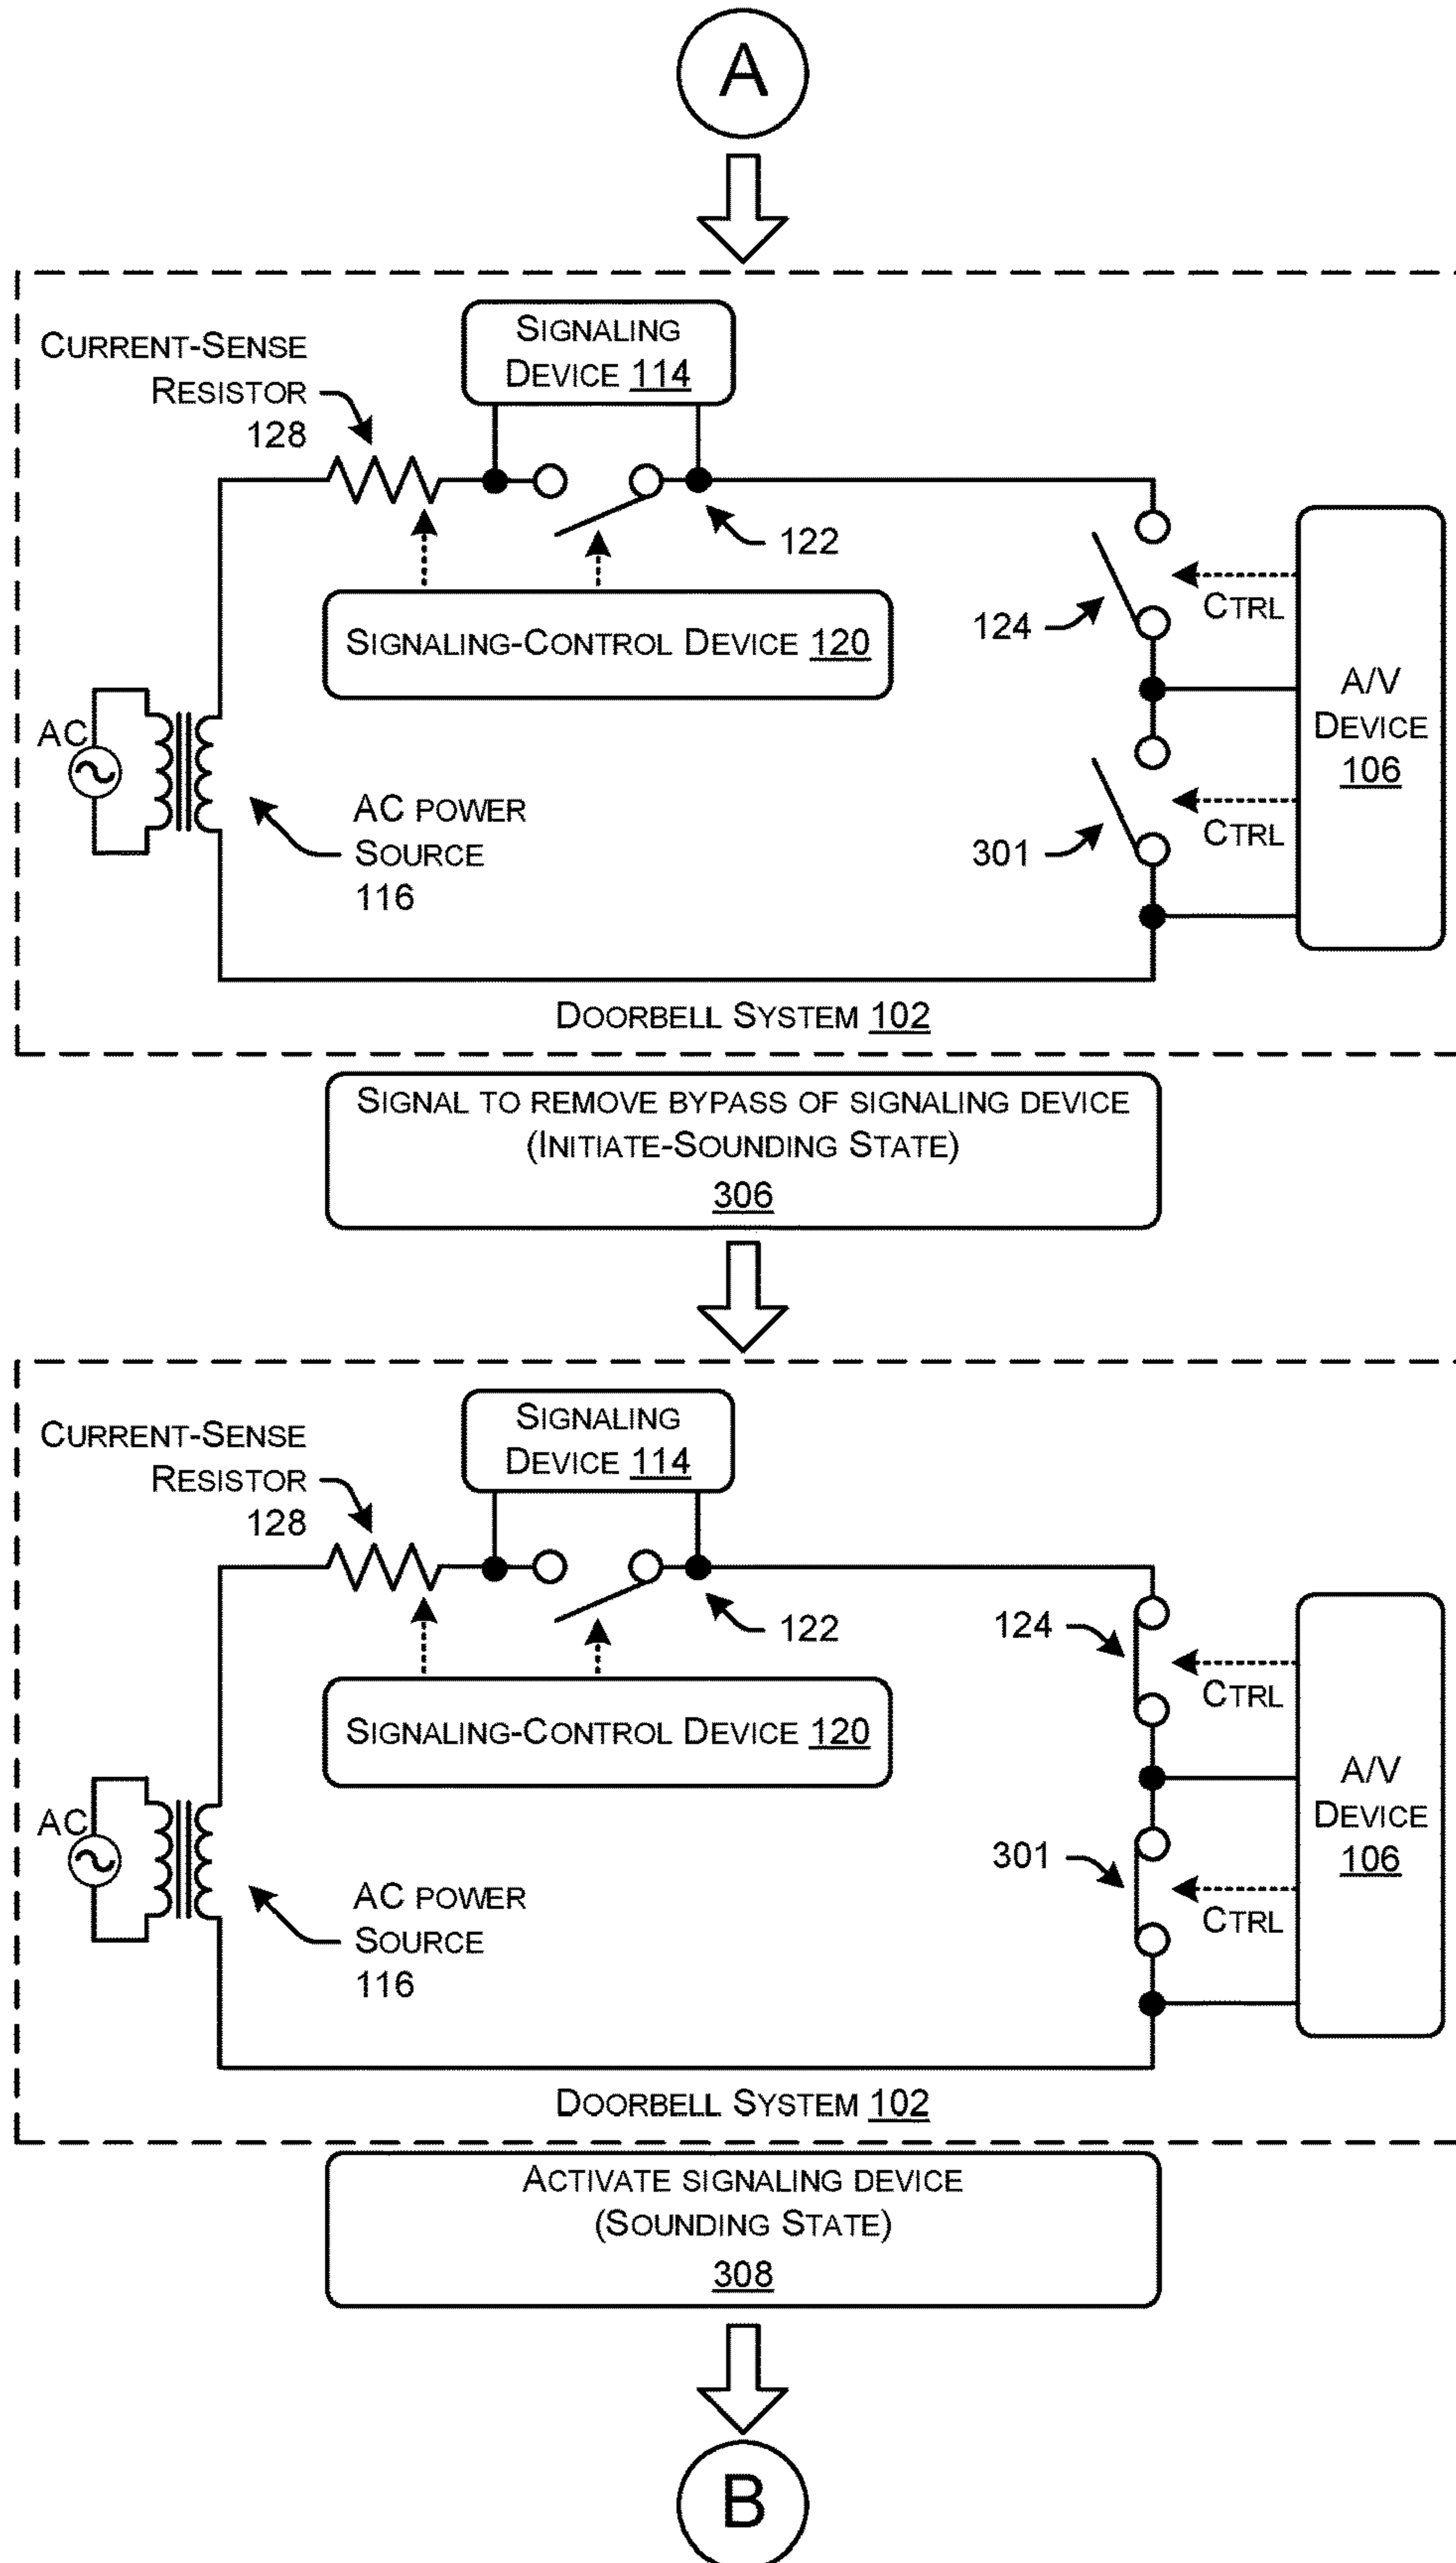 A
SIGNALING
DEVICE 114
CURRENT-SENSE
RESISTOR
128
122
124
CTRL
SIGNALING-CONTROL DEVICE 120
A/V
DEVICE
106
AC
AC POWER
SOURCE
116
301
CTRL
DOORBELL SYSTEM 102
SIGNAL TO REMOVE BYPASS OF SIGNALING DEVICE
(INITIATE-SOUNDING STATE)
306
SIGNALING
DEVICE 114
CURRENT-SENSE
RESISTOR
128
122
124
CTRL
SIGNALING-CONTROL DEVICE 120
A/V
DEVICE
106
AC
AC POWER
SOURCE
116
301
CTRL
DOORBELL SYSTEM 102
ACTIVATE SIGNALING DEVICE
(SOUNDING STATE)
308
B